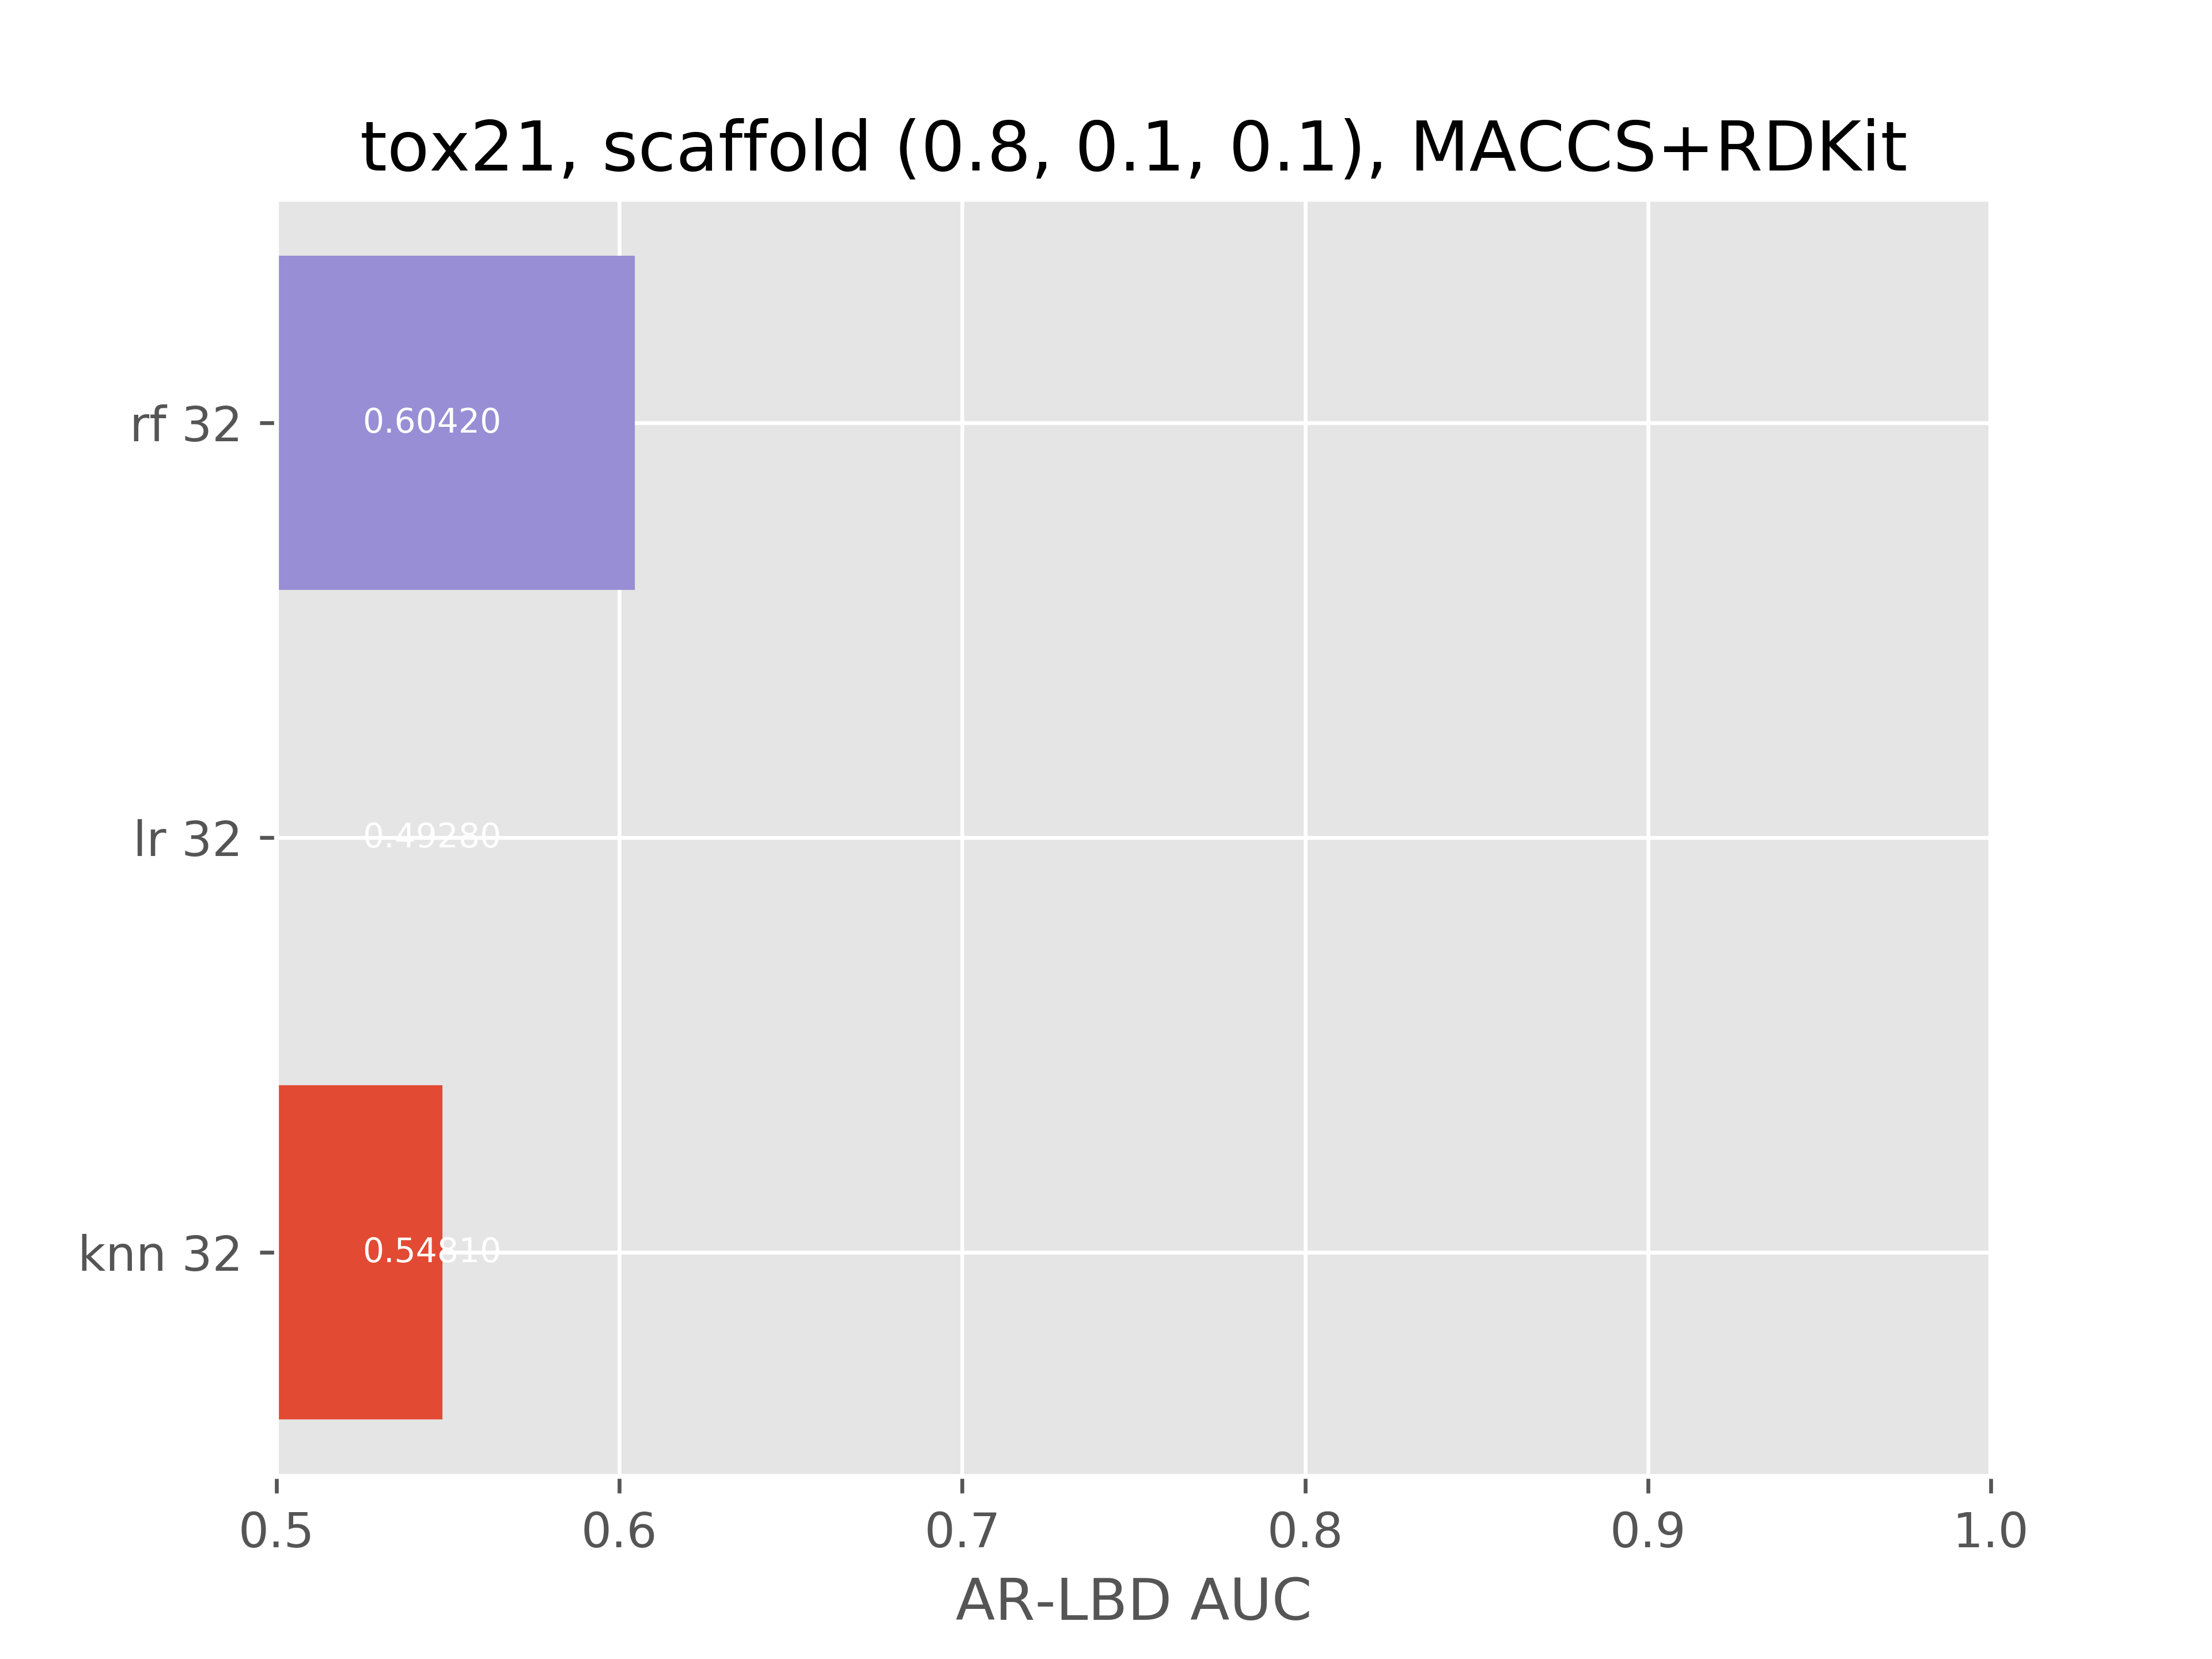 tox21, scaffold (0.8, 0.1, 0.1), MACCS+RDKit
rf 32
0.60420
lr 32
0.49280
knn 32
0.54810
0.5 0.6 0.7 0.8 0.9 1.0
AR-LBD AUC